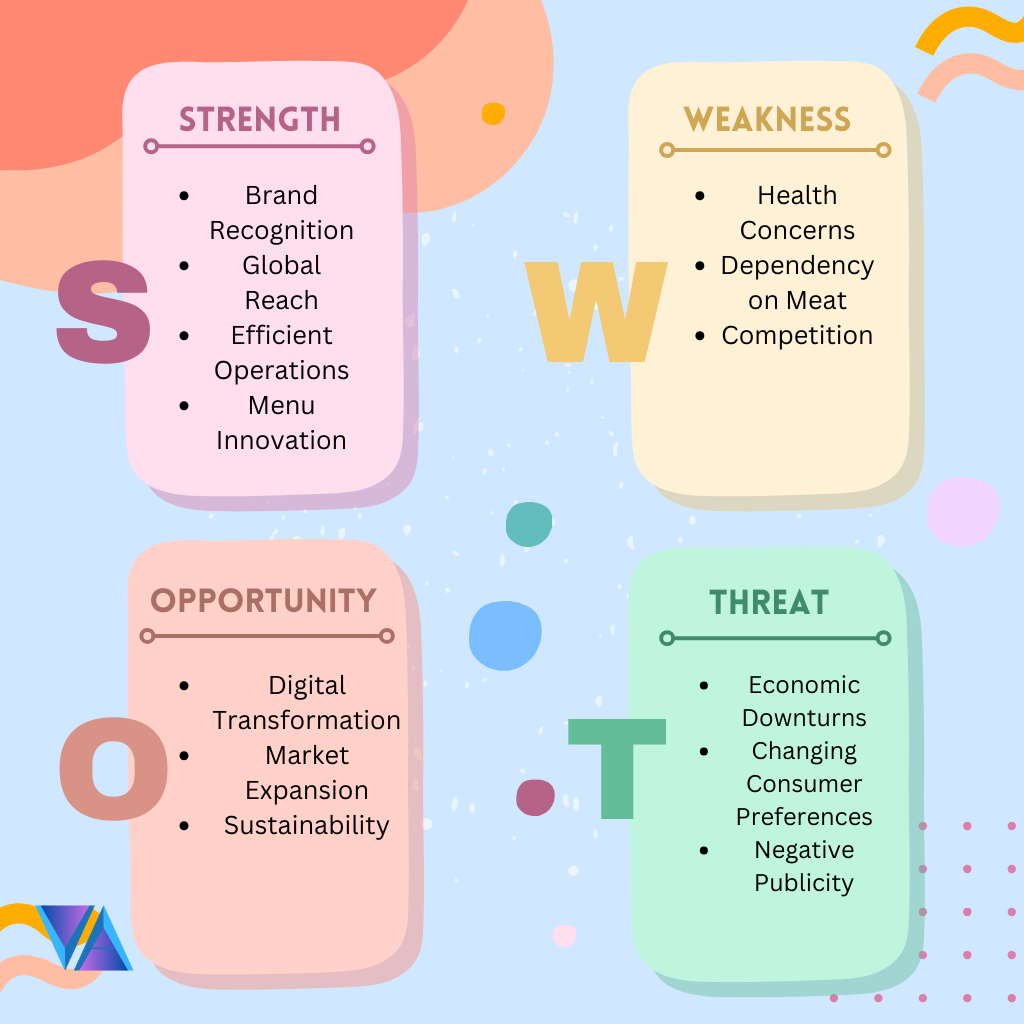 STRENGTH
• Brand
Recognition
• Global
Reach
• Efficient
Operations
• Menu
Innovation
S
WEAKNESS
• Health
Concerns
• Dependency
on Meat
• Competition
W
OPPORTUNITY
• Digital
Transformation
• Market
Expansion
• Sustainability
O
THREAT
• Economic
Downturns
• Changing
Consumer
Preferences
• Negative
Publicity
T
VA